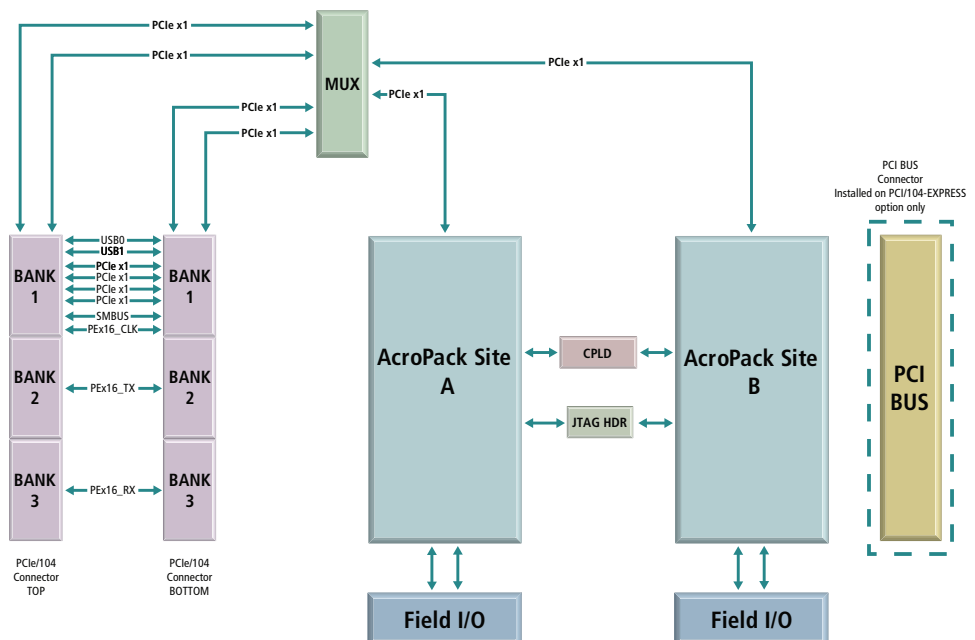 PCIe x1
PCIe x1
MUX
PCIe x1
PCIe x1
PCIe x1
PCIe x1
PCI BUS
Connector
Installed on PCI/104-EXPRESS
option only
USB0
USB1
PCIe x1
PCIe x1
PCIe x1
PCIe x1
SMBUS
PEx16_CLK
BANK
1
BANK
1
BANK
2
PEx16_TX
BANK
2
BANK
3
PEx16_RX
BANK
3
PCIe/104
Connector
TOP
PCIe/104
Connector
BOTTOM
AcroPack Site
A
CPLD
JTAG HDR
AcroPack Site
B
PCI
BUS
Field I/O
Field I/O